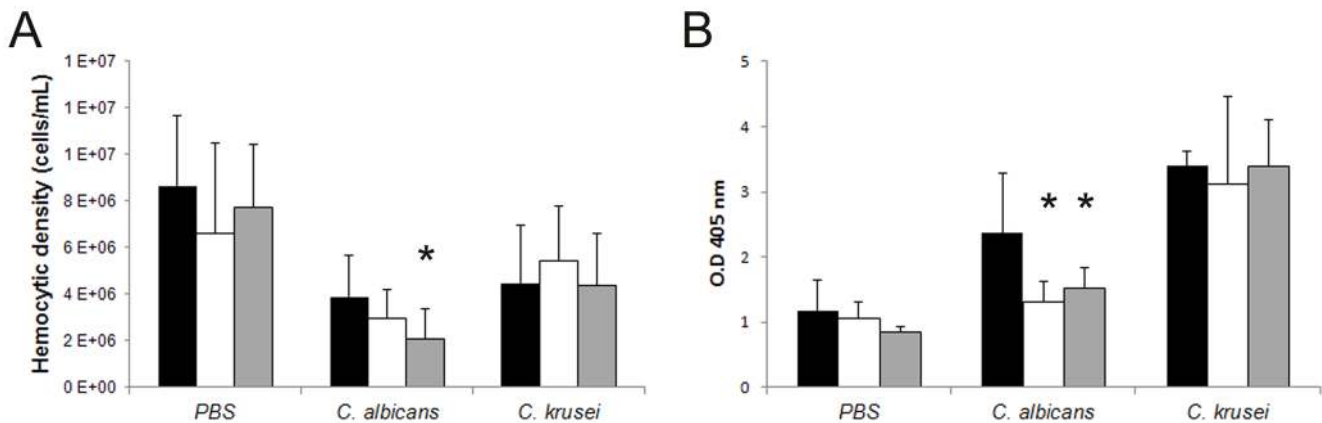 A
Hemocytic density (cells/mL)
1 E+07
1 E+07
1 E+07
8 E+06
6 E+06
4 E+06
2 E+06
0 E+00
*
PBS
C. albicans
C. krusei
B
O.D 405 nm
5
4
3
2
1
0
* *
PBS
C. albicans
C. krusei